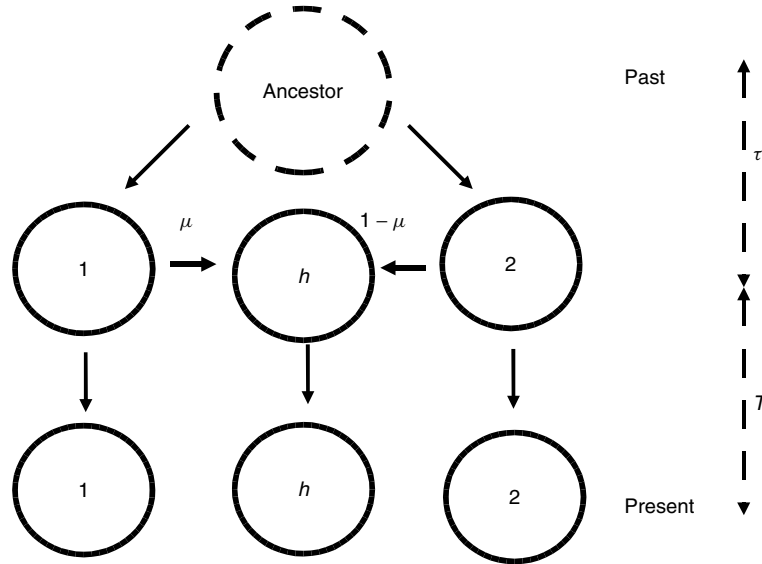 Ancestor
Past
τ
μ
1 − μ
1
h
2
T
1
h
2
Present